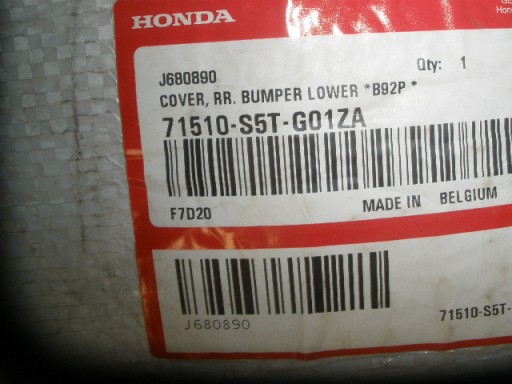 HONDA
J680890 Qty: 1
COVER, RR. BUMPER LOWER *B92P *
71510-S5T-G01ZA
F7D20 MADE IN BELGIUM
J680890
71510-S5T-